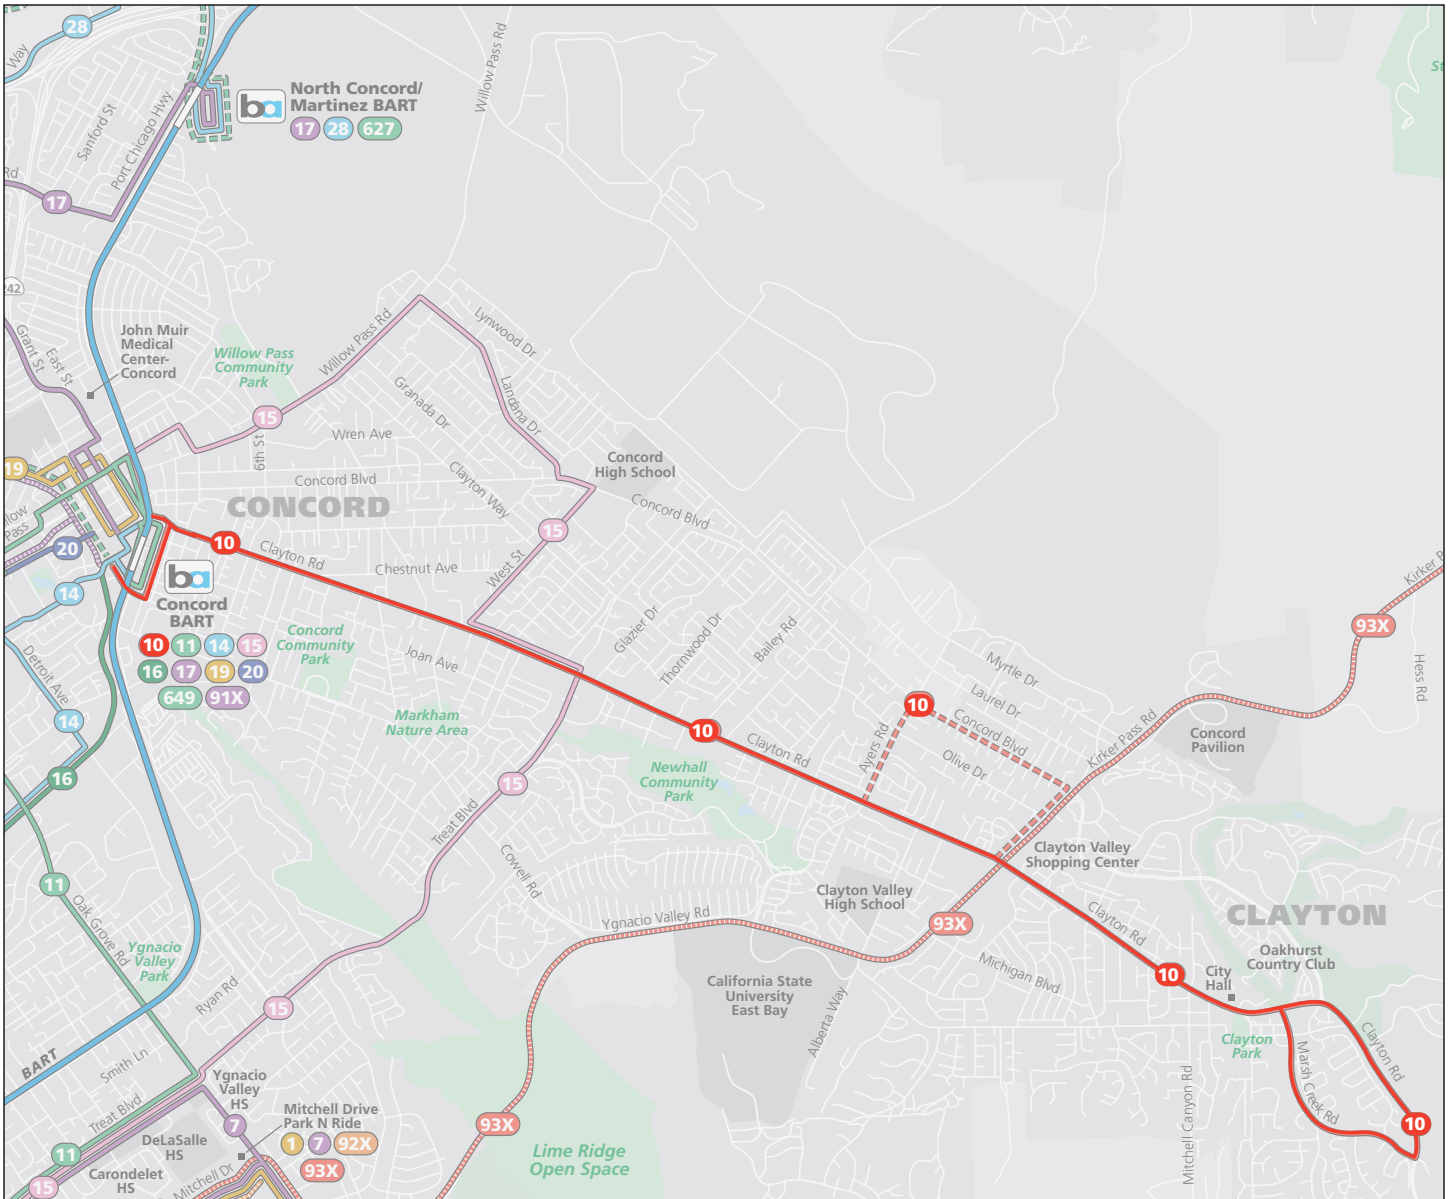 28
Way
North Concord/
Martinez BART
ba
17 28 627
Willow Pass Rd
Sanford St
Port Chicago Hwy
St
Rd
17
242
Grant St
East St
John Muir
Medical
Center-
Concord
Willow Pass
Community
Park
Willow Pass Rd
Lynwood Dr
Landana Dr
Granada Dr
15
Wren Ave
6th St
Concord
High School
19
Concord Blvd
Clayton Way
CONCORD
Concord Blvd
llow
Pass
15
10
20
Clayton Rd
Chestnut Ave
West St
ba
14
Concord
BART
10 11 14 15
16 17 19 20
649 91X
Concord
Community
Park
Joan Ave
Glazier Dr
Thornwood Dr
Bailey Rd
Kirker P
93X
Hess Rd
Detroit Ave
14
Markham
Nature Area
Myrtle Dr
Laurel Dr
10
Concord Blvd
10
Clayton Rd
Ayers Rd
Olive Dr
Kirker Pass Rd
Concord
Pavilion
16
15
Newhall
Community
Park
Treat Blvd
Cowell Rd
Clayton Valley
Shopping Center
11
Oak Grove Rd
Clayton Valley
High School
Ygnacio Valley Rd
93X
Clayton Rd
CLAYTON
Ygnacio
Valley
Park
Oakhurst
Country Club
Michigan Blvd
10
City
Hall
California State
University
East Bay
Ryan Rd
15
Alberta Way
Clayton
Park
Clayton Rd
Marsh Creek Rd
BART
Smith Ln
Ygnacio
Valley
HS
Mitchell Canyon Rd
Treat Blvd
7
Mitchell Drive
Park N Ride
1 7 92X
93X
93X
10
DeLaSalle
HS
11
Lime Ridge
Open Space
Carondelet
HS
15
Mitchell Dr